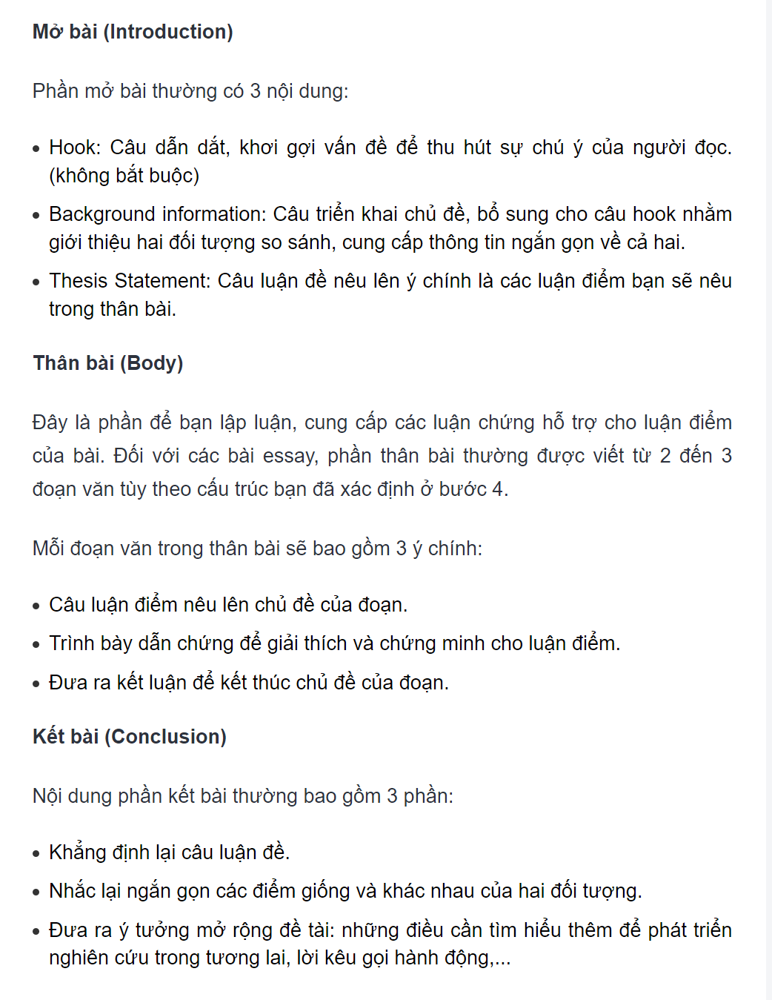 Mở bài (Introduction)
Phần mở bài thường có 3 nội dung:
• Hook: Câu dẫn dắt, khơi gợi vấn đề để thu hút sự chú ý của người đọc.
(không bắt buộc)
• Background information: Câu triển khai chủ đề, bổ sung cho câu hook nhằm
giới thiệu hai đối tượng so sánh, cung cấp thông tin ngắn gọn về cả hai.
• Thesis Statement: Câu luận đề nêu lên ý chính là các luận điểm bạn sẽ nêu
trong thân bài.
Thân bài (Body)
Đây là phần để bạn lập luận, cung cấp các luận chứng hỗ trợ cho luận điểm
của bài. Đối với các bài essay, phần thân bài thường được viết từ 2 đến 3
đoạn văn tùy theo cấu trúc bạn đã xác định ở bước 4.
Mỗi đoạn văn trong thân bài sẽ bao gồm 3 ý chính:
• Câu luận điểm nêu lên chủ đề của đoạn.
• Trình bày dẫn chứng để giải thích và chứng minh cho luận điểm.
• Đưa ra kết luận để kết thúc chủ đề của đoạn.
Kết bài (Conclusion)
Nội dung phần kết bài thường bao gồm 3 phần:
• Khẳng định lại câu luận đề.
• Nhắc lại ngắn gọn các điểm giống và khác nhau của hai đối tượng.
• Đưa ra ý tưởng mở rộng đề tài: những điều cần tìm hiểu thêm để phát triển
nghiên cứu trong tương lai, lời kêu gọi hành động,...